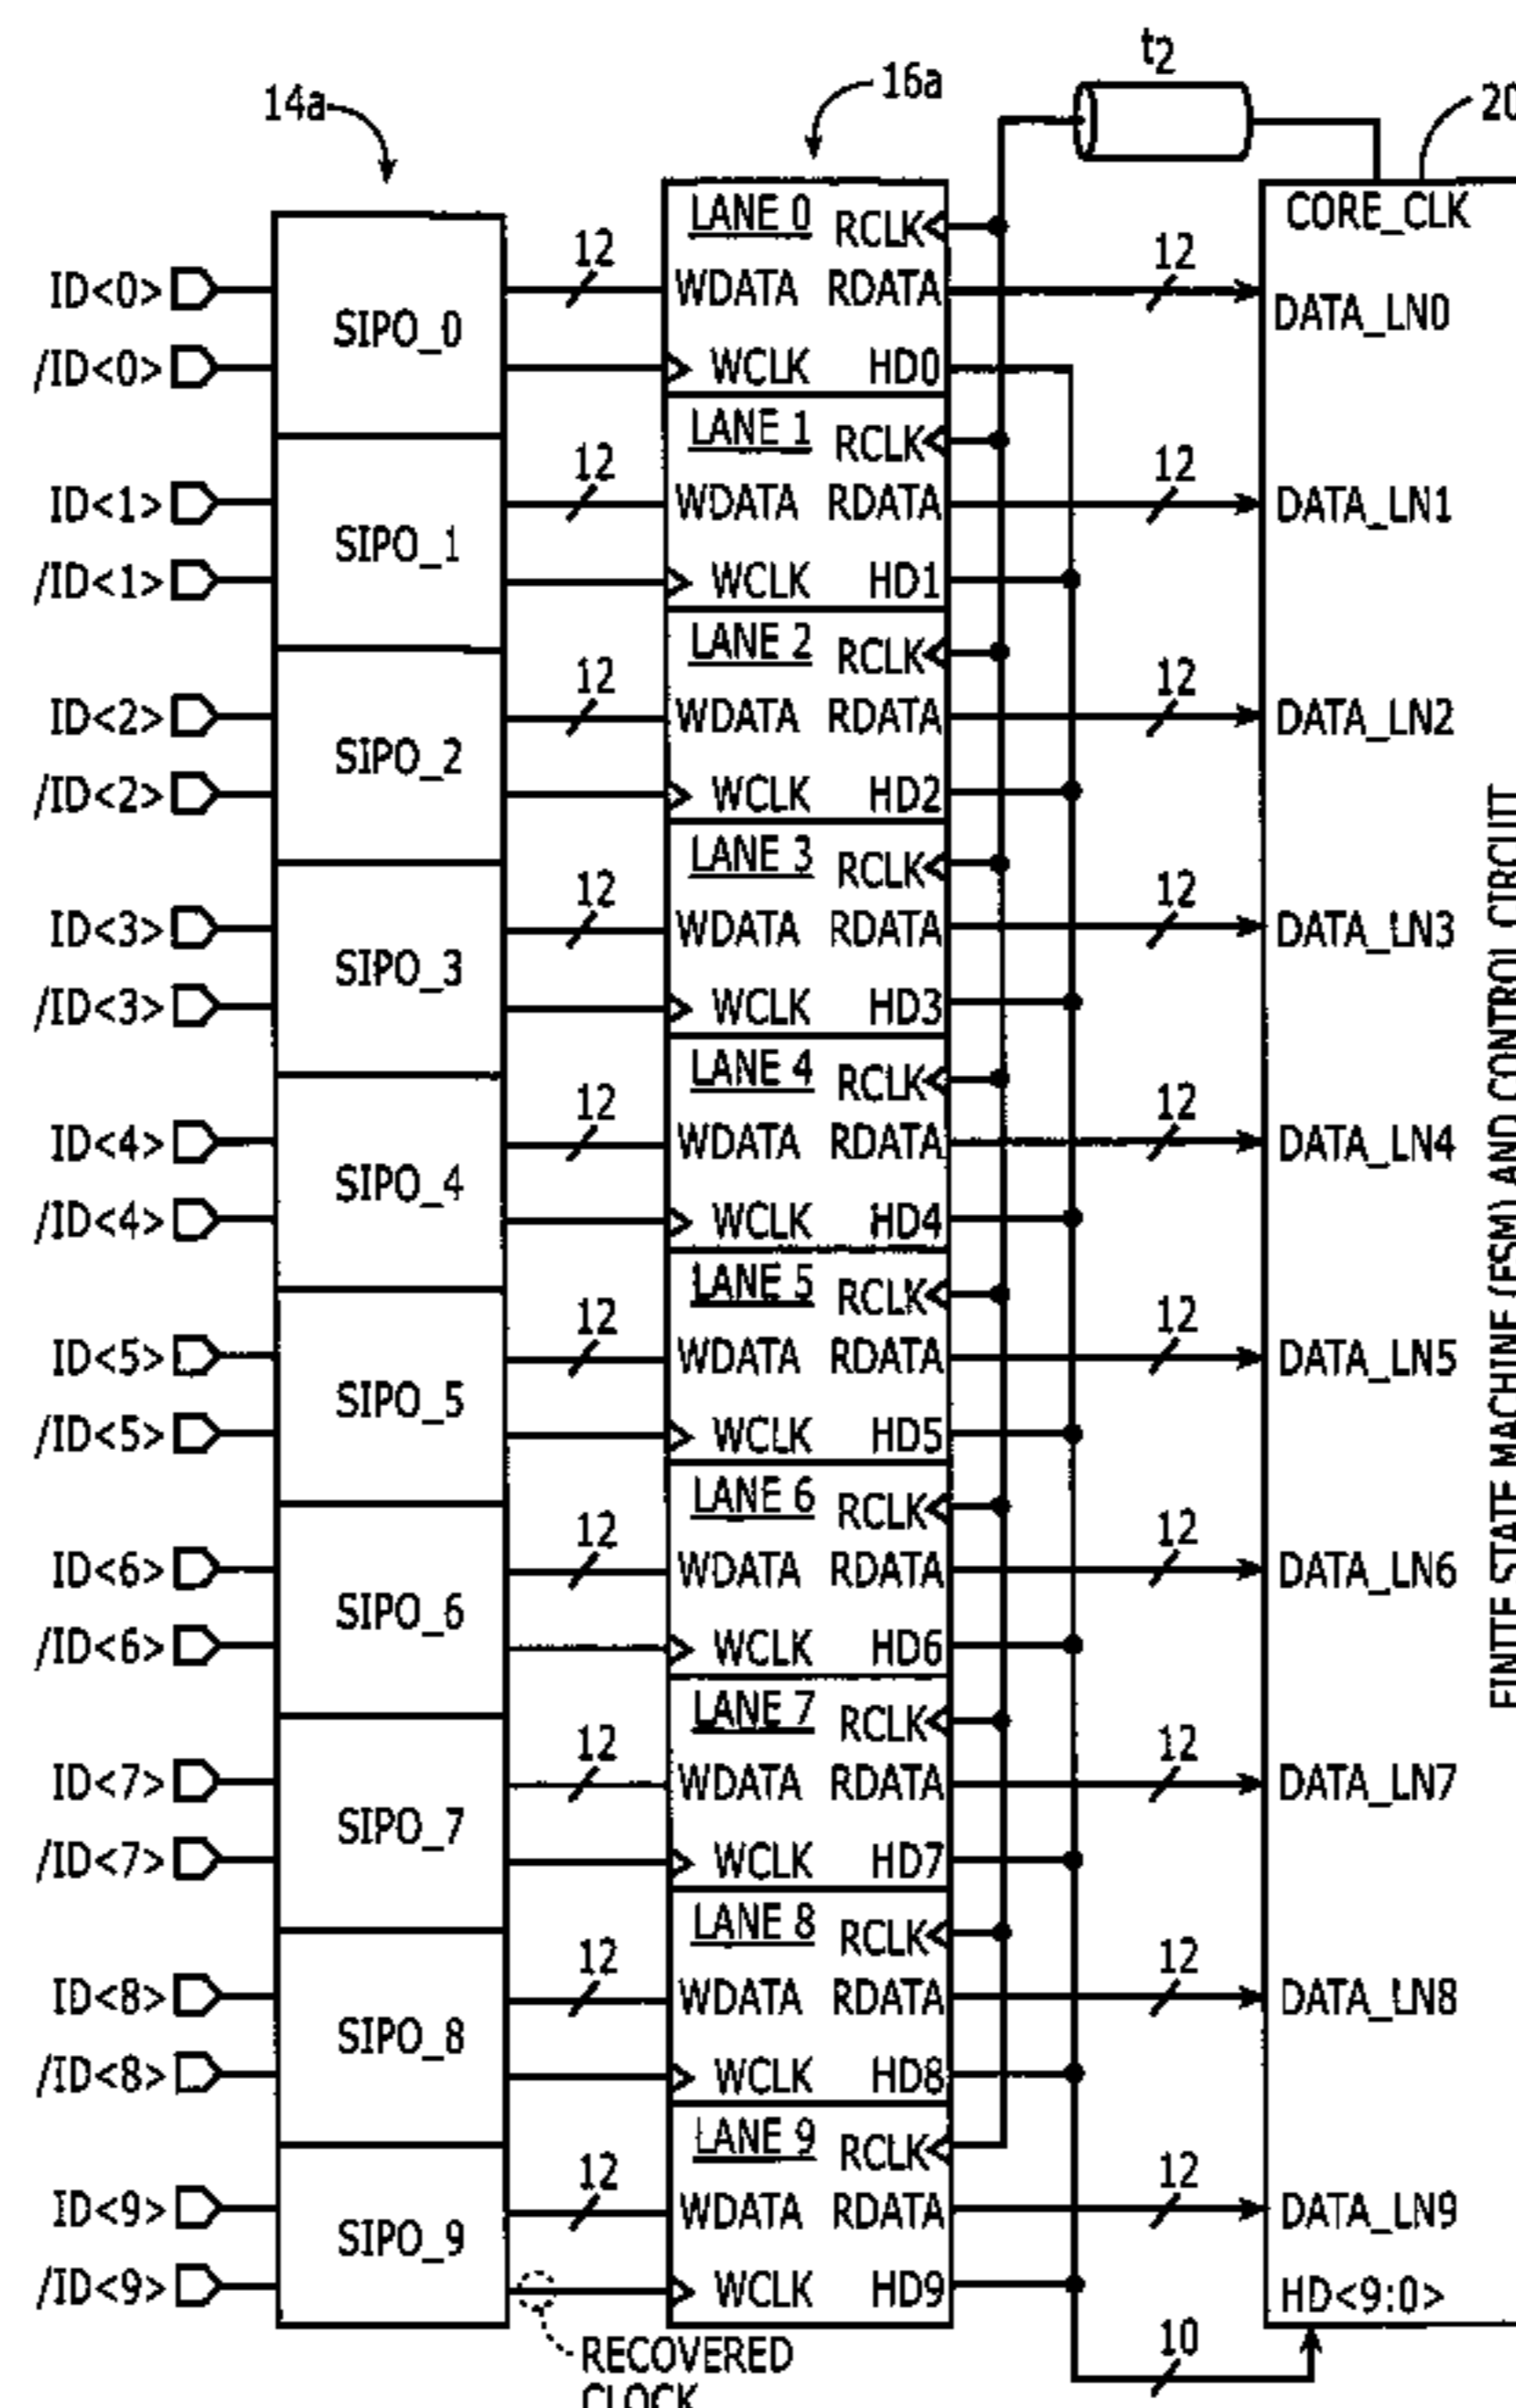 t2
14a
16a
20
CORE_CLK
LANE 0 RCLK
ID<0> SIPO_0 12 WDATA RDATA 12 DATA_LN0
/ID<0> WCLK HD0
LANE 1 RCLK
ID<1> SIPO_1 12 WDATA RDATA 12 DATA_LN1
/ID<1> WCLK HD1
LANE 2 RCLK
ID<2> SIPO_2 12 WDATA RDATA 12 DATA_LN2
/ID<2> WCLK HD2
LANE 3 RCLK
ID<3> SIPO_3 12 WDATA RDATA 12 DATA_LN3
/ID<3> WCLK HD3
LANE 4 RCLK
ID<4> SIPO_4 12 WDATA RDATA 12 DATA_LN4
/ID<4> WCLK HD4
LANE 5 RCLK
ID<5> SIPO_5 12 WDATA RDATA 12 DATA_LN5
/ID<5> WCLK HD5
LANE 6 RCLK
ID<6> SIPO_6 12 WDATA RDATA 12 DATA_LN6
/ID<6> WCLK HD6
LANE 7 RCLK
ID<7> SIPO_7 12 WDATA RDATA 12 DATA_LN7
/ID<7> WCLK HD7
LANE 8 RCLK
ID<8> SIPO_8 12 WDATA RDATA 12 DATA_LN8
/ID<8> WCLK HD8
LANE 9 RCLK
ID<9> SIPO_9 12 WDATA RDATA 12 DATA_LN9
/ID<9> WCLK HD9 HD<9:0>
RECOVERED
CLOCK
10
FINITE STATE MACHINE (FSM) AND CONTROL CIRCUIT